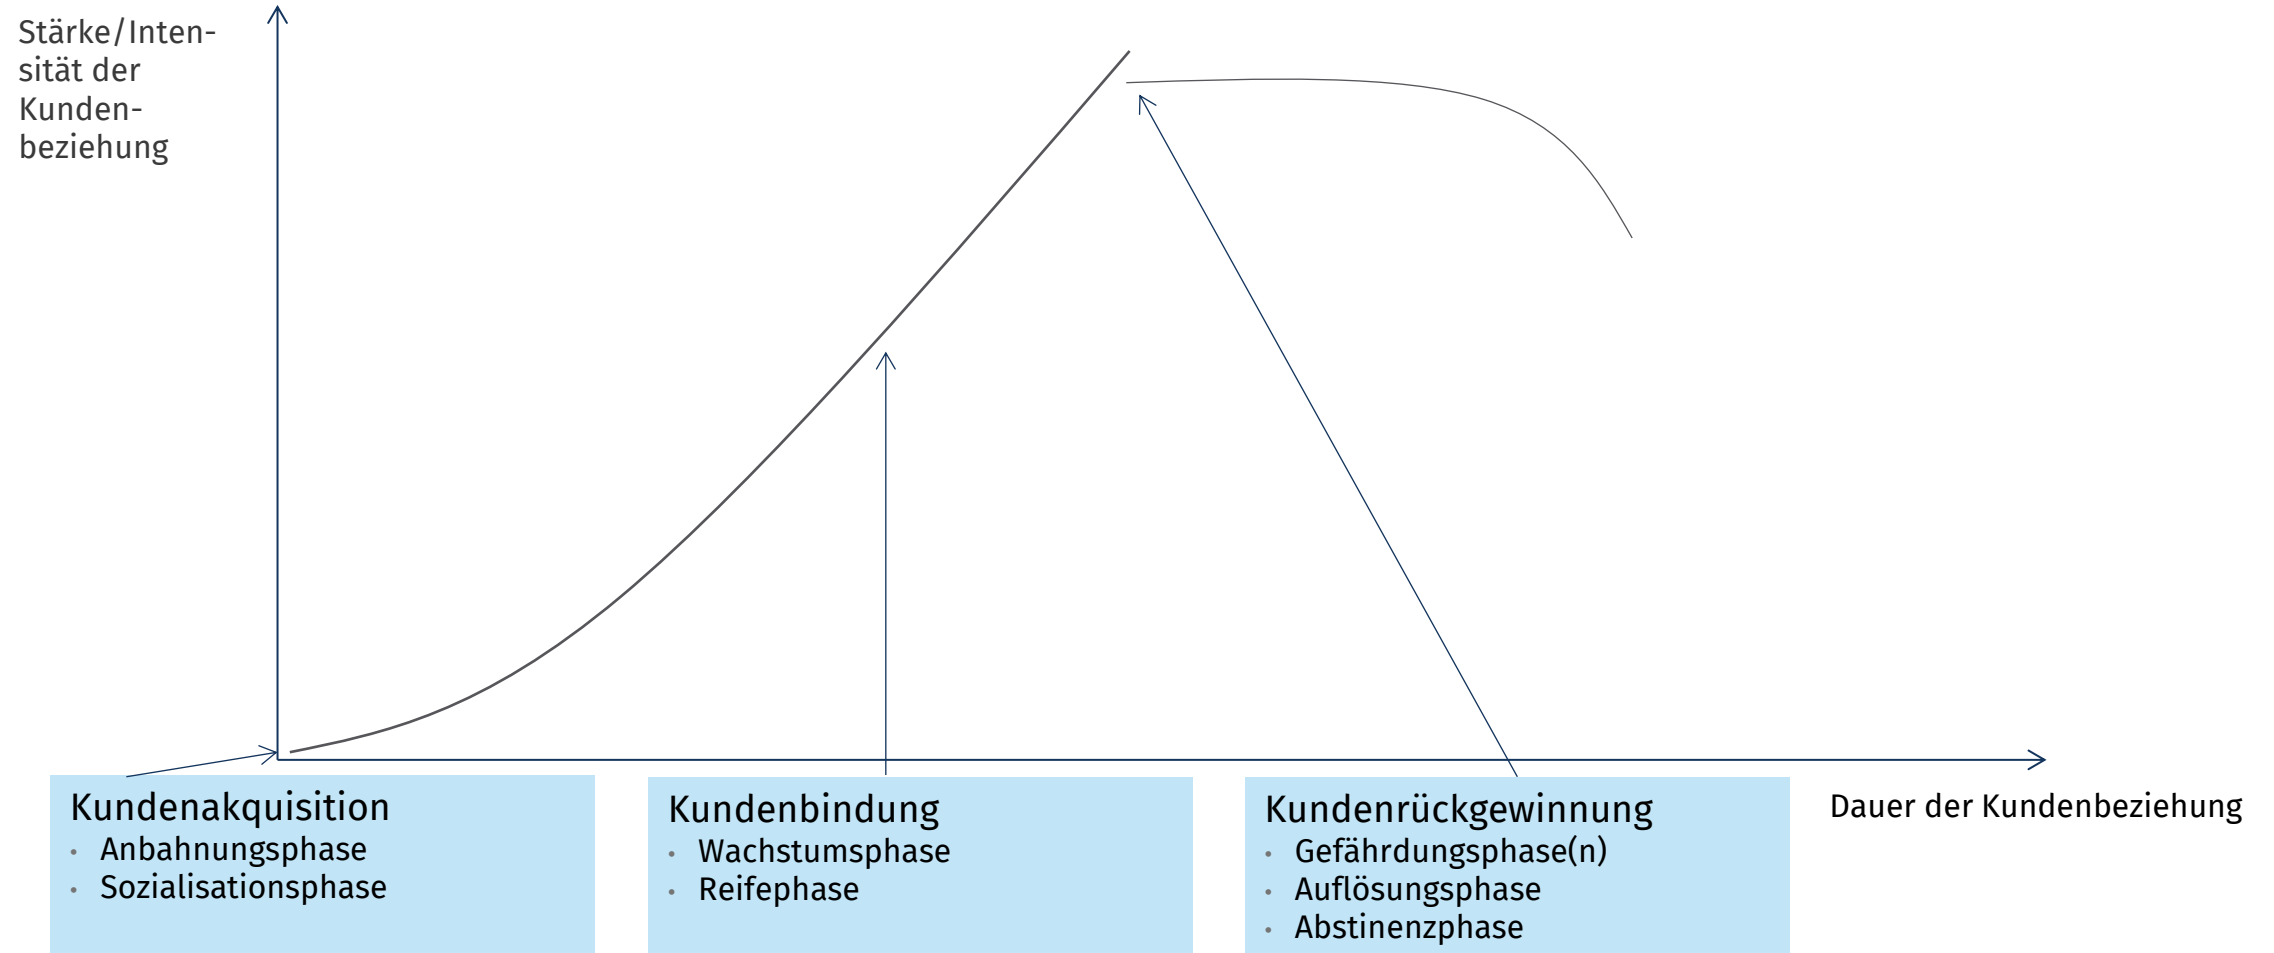 Stärke/Inten-
sität der
Kunden-
beziehung
Kundenakquisition
• Anbahnungsphase
• Sozialisationsphase
Kundenbindung
• Wachstumsphase
• Reifephase
Kundenrückgewinnung
• Gefährdungsphase(n)
• Auflösungsphase
• Abstinenzphase
Dauer der Kundenbeziehung